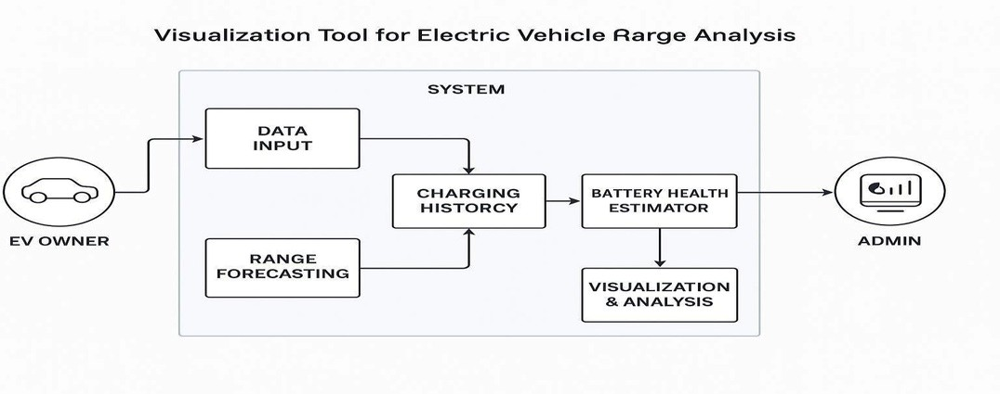 Visualization Tool for Electric Vehicle Rarge Analysis
SYSTEM
DATA
INPUT
CHARGING
HISTORCY
BATTERY HEALTH
ESTIMATOR
EV OWNER
ADMIN
RANGE
FORECASTING
VISUALIZATION
& ANALYSIS